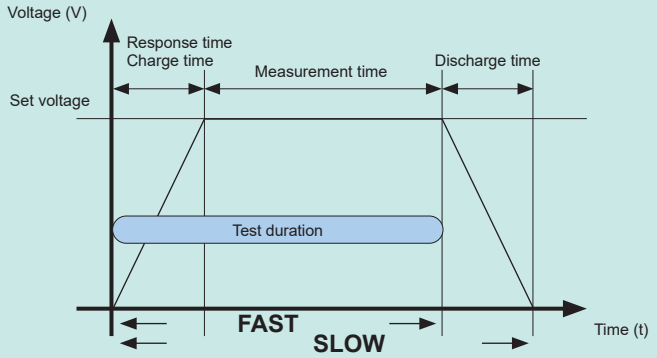 Voltage (V)
Response time
Charge time
Measurement time
Discharge time
Set voltage
Test duration
FAST
SLOW
Time (t)